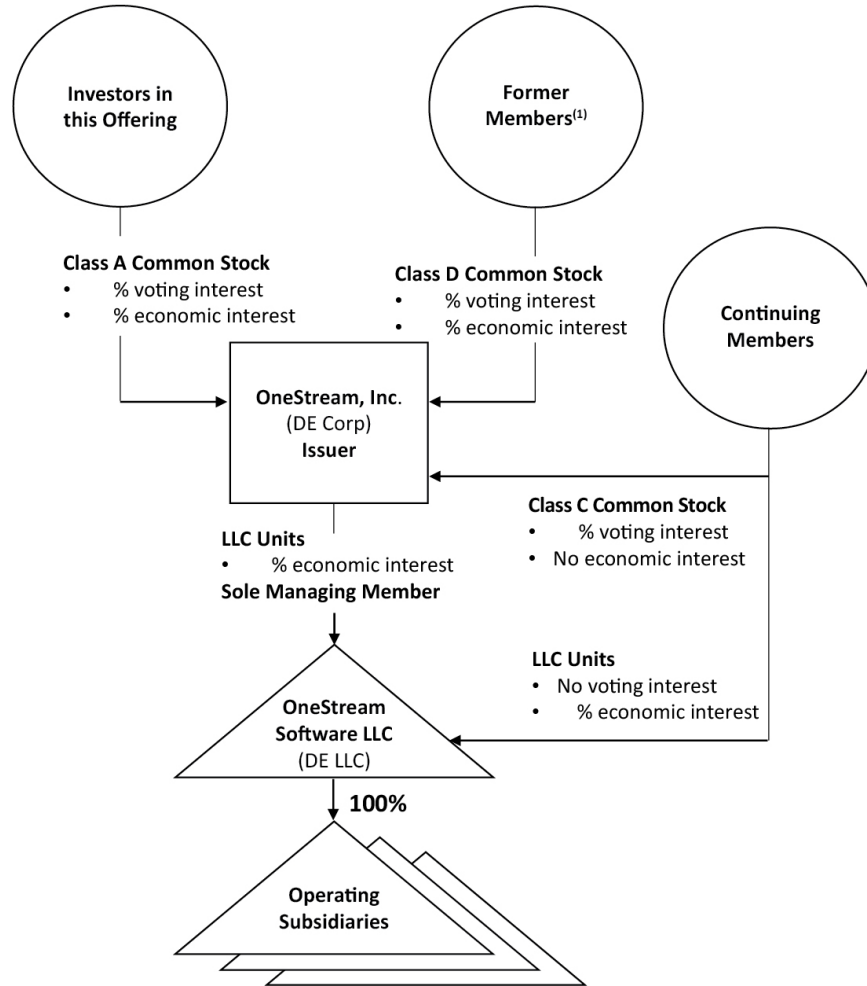 Investors in
this Offering
Former
Members(1)
Continuing
Members
Class A Common Stock
• % voting interest
• % economic interest
Class D Common Stock
• % voting interest
• % economic interest
OneStream, Inc.
(DE Corp)
Issuer
Class C Common Stock
• % voting interest
• No economic interest
LLC Units
• % economic interest
Sole Managing Member
LLC Units
• No voting interest
• % economic interest
OneStream
Software LLC
(DE LLC)
100%
Operating
Subsidiaries